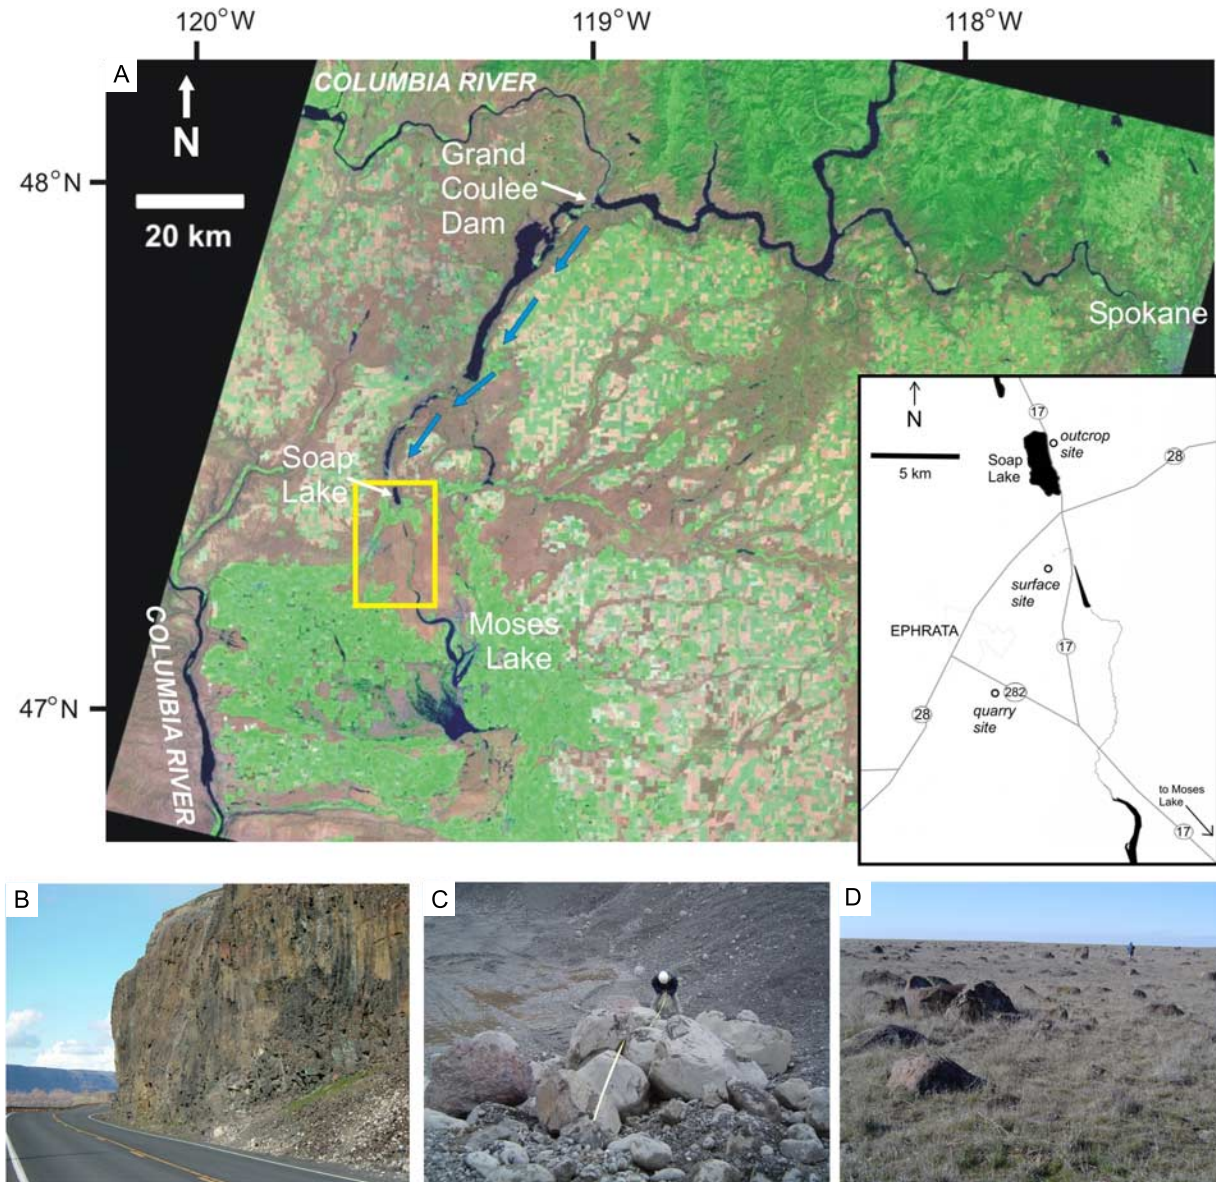 120°W
119°W
118°W
A
COLUMBIA RIVER
N
Grand
Coulee
Dam
48°N
20 km
Spokane
Soap
Lake
Moses
Lake
COLUMBIA RIVER
47°N
N
17
outcrop
site
Soap
Lake
28
5 km
surface
site
EPHRATA
17
282
quarry
site
28
to Moses
Lake
17
B
C
D